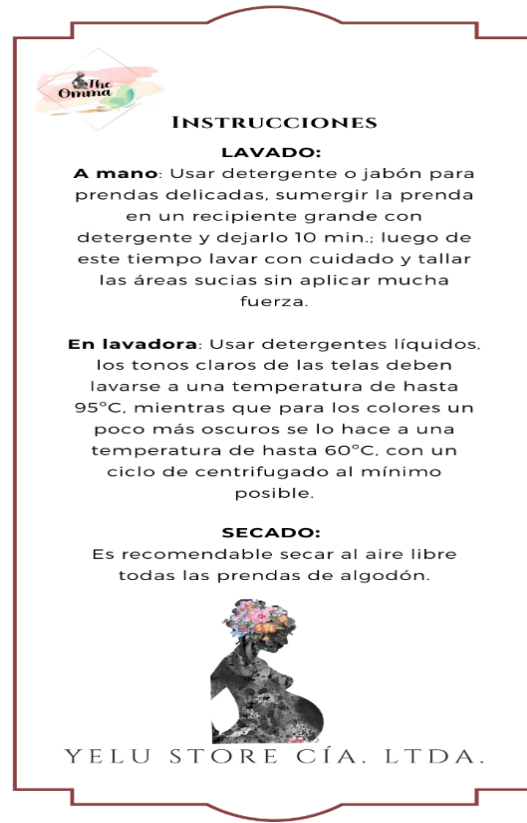 The
Omma
INSTRUCCIONES
LAVADO:
A mano: Usar detergente o jabón para
prendas delicadas, sumergir la prenda
en un recipiente grande con
detergente y dejarlo 10 min.; luego de
este tiempo lavar con cuidado y tallar
las áreas sucias sin aplicar mucha
fuerza.
En lavadora: Usar detergentes líquidos,
los tonos claros de las telas deben
lavarse a una temperatura de hasta
95°C, mientras que para los colores un
poco más oscuros se lo hace a una
temperatura de hasta 60°C, con un
ciclo de centrifugado al mínimo
posible.
SECADO:
Es recomendable secar al aire libre
todas las prendas de algodón.
YELU STORE CÍA. LTDA.